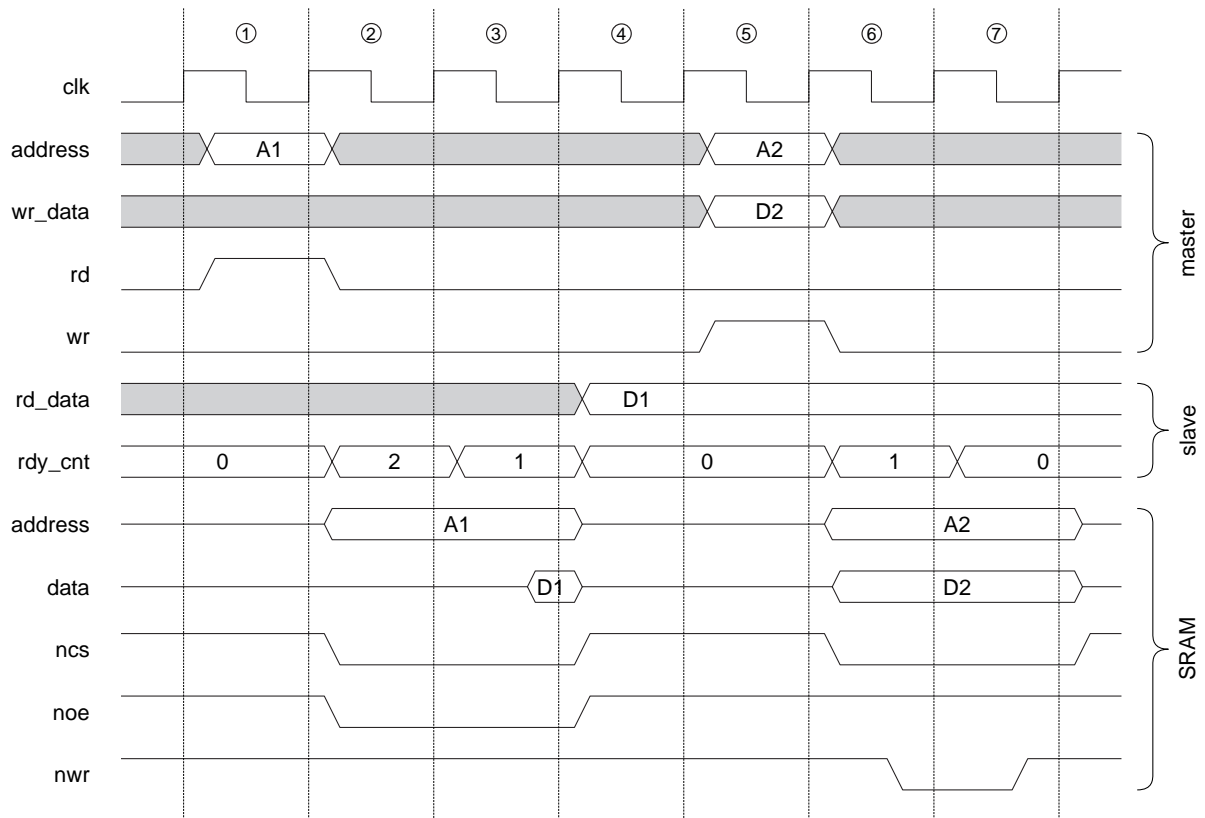 ① ② ③ ④ ⑤ ⑥ ⑦
clk
address A1 A2
wr_data D2
rd
wr
master
rd_data D1
rdy_cnt 0 2 1 0 1 0
slave
address A1 A2
data D1 D2
ncs
noe
nwr
SRAM